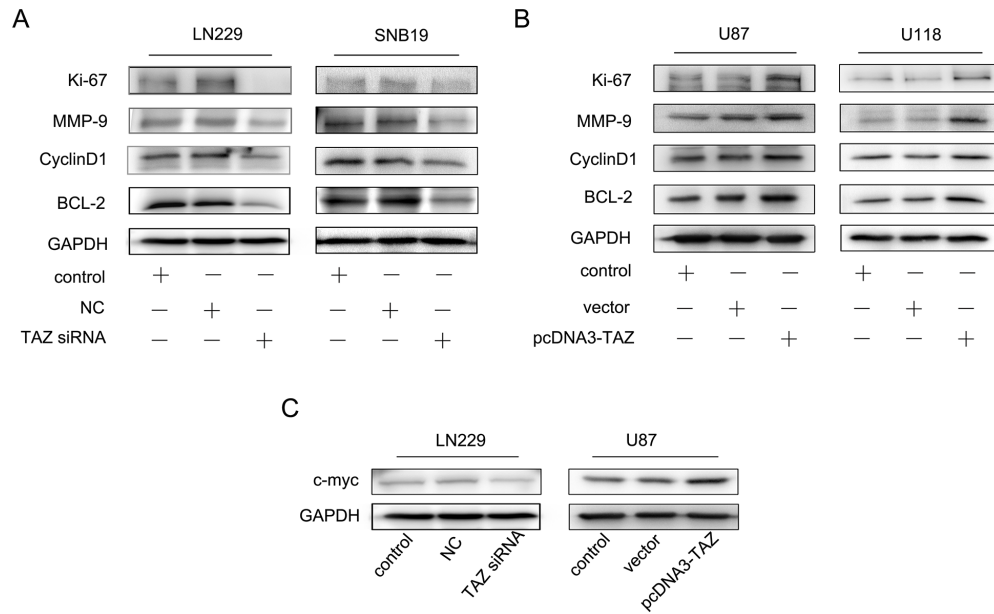 A
LN229 SNB19
Ki-67
MMP-9
CyclinD1
BCL-2
GAPDH
control + − − + − −
NC − + − − + −
TAZ siRNA − − + − − +
B
U87 U118
Ki-67
MMP-9
CyclinD1
BCL-2
GAPDH
control + − − + − −
vector − + − − + −
pcDNA3-TAZ − − + − − +
C
LN229 U87
c-myc
GAPDH
control NC TAZ siRNA control vector pcDNA3-TAZ